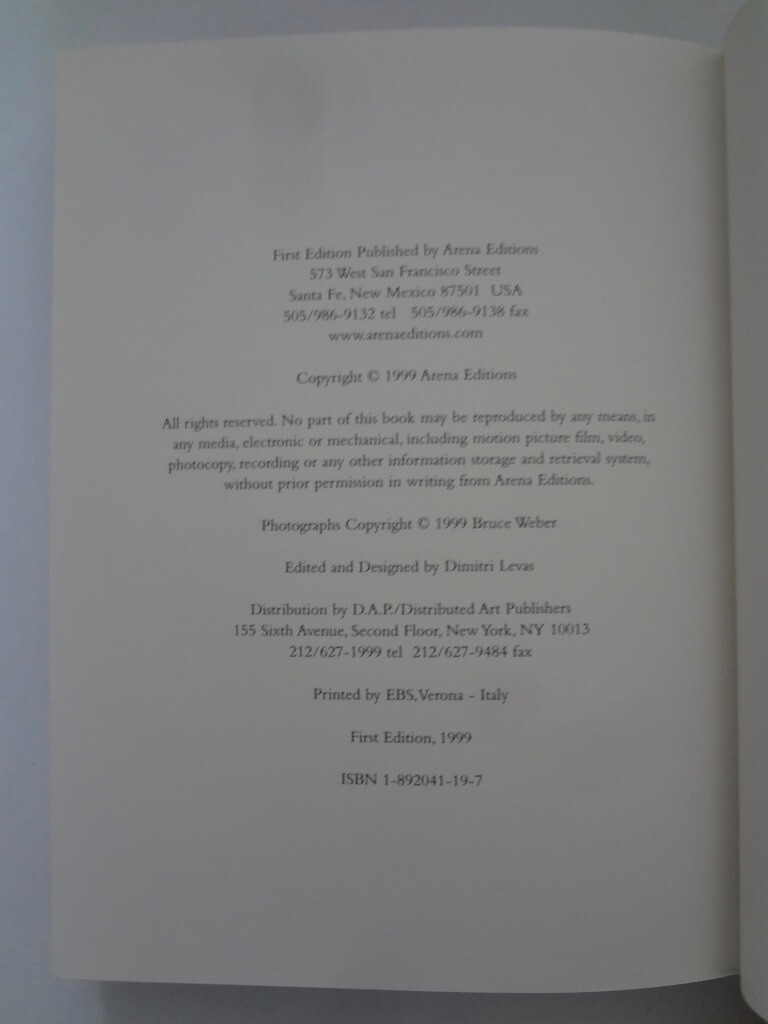 First Edition Published by Arena Editions
573 West San Francisco Street
Santa Fe, New Mexico 87501 USA
505/986-9132 tel 505/986-9138 fax
www.arenaeditions.com
Copyright © 1999 Arena Editions
All rights reserved. No part of this book may be reproduced by any means, in
any media, electronic or mechanical, including motion picture film, video,
photocopy, recording or any other information storage and retrieval system,
without prior permission in writing from Arena Editions.
Photographs Copyright © 1999 Bruce Weber
Edited and Designed by Dimitri Levas
Distribution by D.A.P./Distributed Art Publishers
155 Sixth Avenue, Second Floor, New York, NY 10013
212/627-1999 tel 212/627-9484 fax
Printed by EBS, Verona - Italy
First Edition, 1999
ISBN 1-892041-19-7